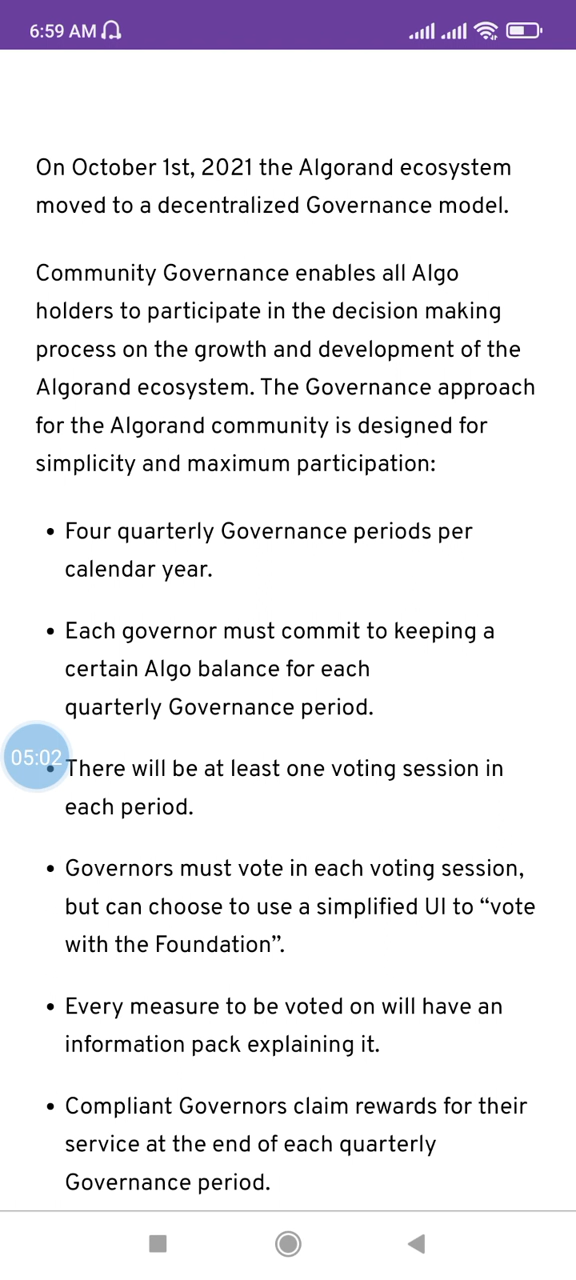 6:59 AM
On October 1st, 2021 the Algorand ecosystem
moved to a decentralized Governance model.
Community Governance enables all Algo
holders to participate in the decision making
process on the growth and development of the
Algorand ecosystem. The Governance approach
for the Algorand community is designed for
simplicity and maximum participation:
• Four quarterly Governance periods per
calendar year.
• Each governor must commit to keeping a
certain Algo balance for each
quarterly Governance period.
05:02
• There will be at least one voting session in
each period.
• Governors must vote in each voting session,
but can choose to use a simplified UI to “vote
with the Foundation”.
• Every measure to be voted on will have an
information pack explaining it.
• Compliant Governors claim rewards for their
service at the end of each quarterly
Governance period.